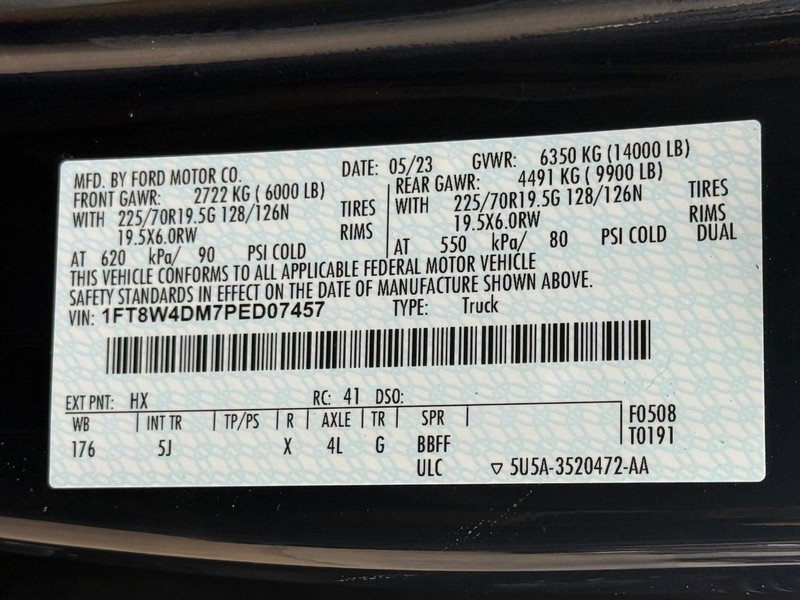 MFD. BY FORD MOTOR CO. DATE: 05/23 GVWR: 6350 KG (14000 LB)
FRONT GAWR: 2722 KG ( 6000 LB) REAR GAWR: 4491 KG ( 9900 LB)
WITH 225/70R19.5G 128/126N TIRES WITH 225/70R19.5G 128/126N TIRES
19.5X6.0RW RIMS 19.5X6.0RW RIMS
AT 620 kPa/ 90 PSI COLD AT 550 kPa/ 80 PSI COLD DUAL
THIS VEHICLE CONFORMS TO ALL APPLICABLE FEDERAL MOTOR VEHICLE
SAFETY STANDARDS IN EFFECT ON THE DATE OF MANUFACTURE SHOWN ABOVE.
VIN: 1FT8W4DM7PED07457 TYPE: Truck
EXT PNT: HX RC: 41 DSO:
WB INT TR TP/PS R AXLE TR SPR F0508
176 5J X 4L G BBFF T0191
ULC ▽ 5U5A-3520472-AA